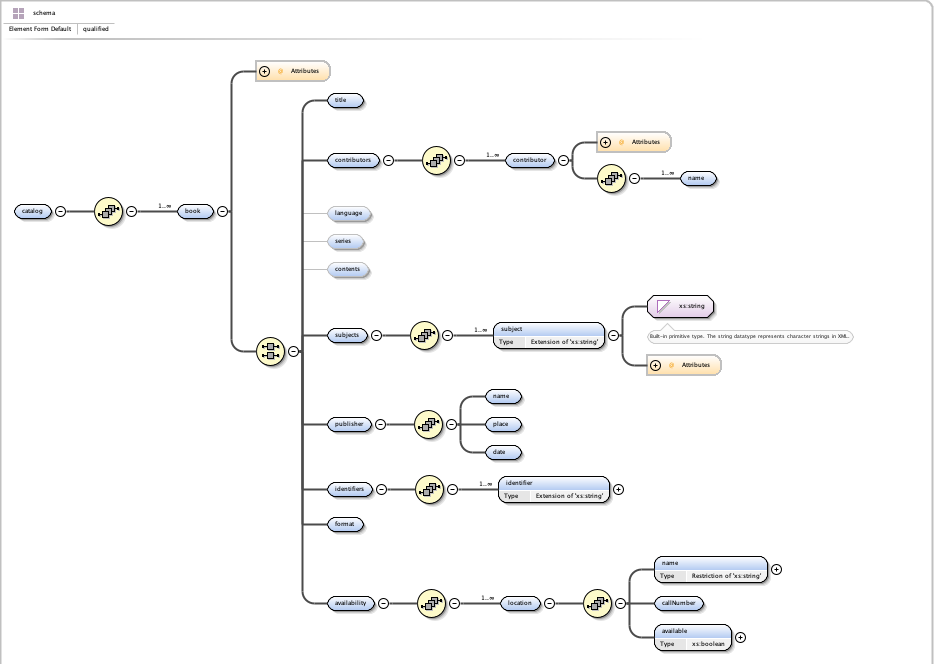 schema
Element Form Default qualified
Attributes
title
contributors 1..∞ contributor
Attributes
1..∞ name
catalog 1..∞ book
language
series
contents
subjects 1..∞ subject
Type Extension of 'xs:string'
xs:string
Built-in primitive type. The string datatype represents character strings in XML.
Attributes
publisher
name
place
date
identifiers 1..∞ identifier
Type Extension of 'xs:string'
format
availability 1..∞ location
name
Type Restriction of 'xs:string'
callNumber
available
Type xs:boolean